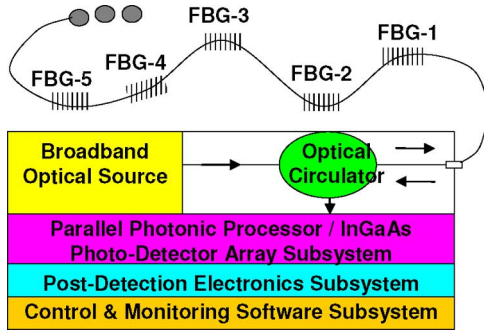 FBG-3
FBG-1
FBG-4
FBG-5
FBG-2
Broadband
Optical Source
Optical
Circulator
Parallel Photonic Processor / InGaAs
Photo-Detector Array Subsystem
Post-Detection Electronics Subsystem
Control & Monitoring Software Subsystem